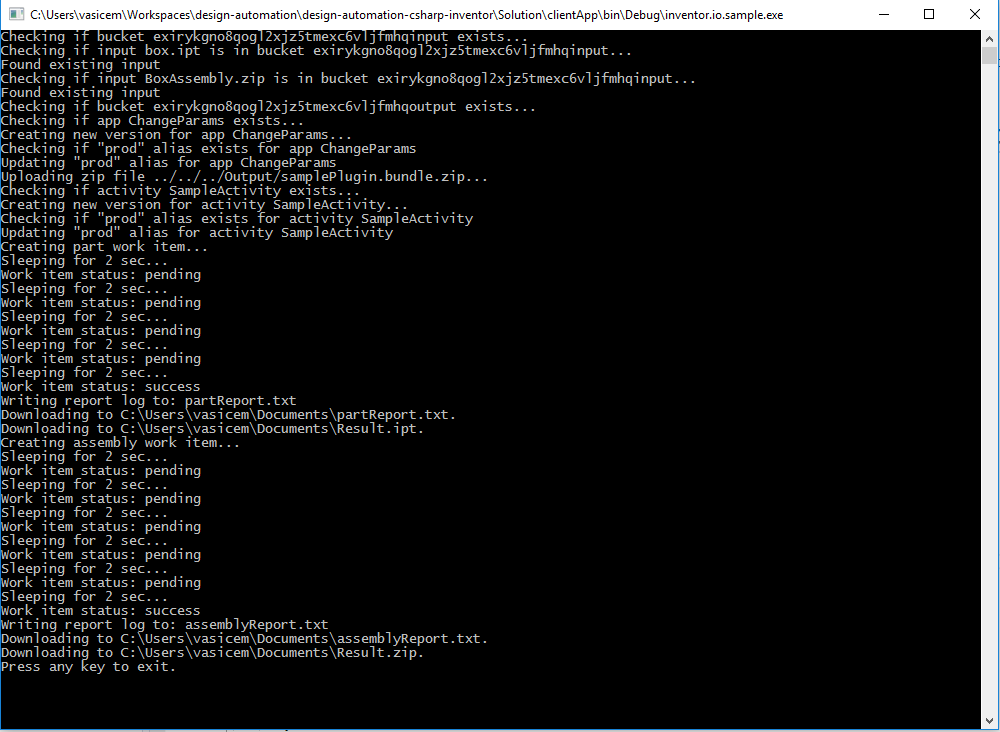 C:\Users\vasicem\Workspaces\design-automation\design-automation-csharp-inventor\Solution\clientApp\bin\Debug\inventor.io.sample.exe
Checking if bucket exirykgno8qogl2xjz5tmexc6vljfmhqinput exists...
Checking if input box.ipt is in bucket exirykgno8qogl2xjz5tmexc6vljfmhqinput...
Found existing input
Checking if input BoxAssembly.zip is in bucket exirykgno8qogl2xjz5tmexc6vljfmhqinput...
Found existing input
Checking if bucket exirykgno8qogl2xjz5tmexc6vljfmhqoutput exists...
Checking if app ChangeParams exists...
Creating new version for app ChangeParams...
Checking if "prod" alias exists for app ChangeParams
Updating "prod" alias for app ChangeParams
Uploading zip file ../../../Output/samplePlugin.bundle.zip...
Checking if activity SampleActivity exists...
Creating new version for activity SampleActivity...
Checking if "prod" alias exists for activity SampleActivity
Updating "prod" alias for activity SampleActivity
Creating part work item...
Sleeping for 2 sec...
Work item status: pending
Sleeping for 2 sec...
Work item status: pending
Sleeping for 2 sec...
Work item status: pending
Sleeping for 2 sec...
Work item status: pending
Sleeping for 2 sec...
Work item status: success
Writing report log to: partReport.txt
Downloading to C:\Users\vasicem\Documents\partReport.txt.
Downloading to C:\Users\vasicem\Documents\Result.ipt.
Creating assembly work item...
Sleeping for 2 sec...
Work item status: pending
Sleeping for 2 sec...
Work item status: pending
Sleeping for 2 sec...
Work item status: pending
Sleeping for 2 sec...
Work item status: pending
Sleeping for 2 sec...
Work item status: pending
Sleeping for 2 sec...
Work item status: success
Writing report log to: assemblyReport.txt
Downloading to C:\Users\vasicem\Documents\assemblyReport.txt.
Downloading to C:\Users\vasicem\Documents\Result.zip.
Press any key to exit.